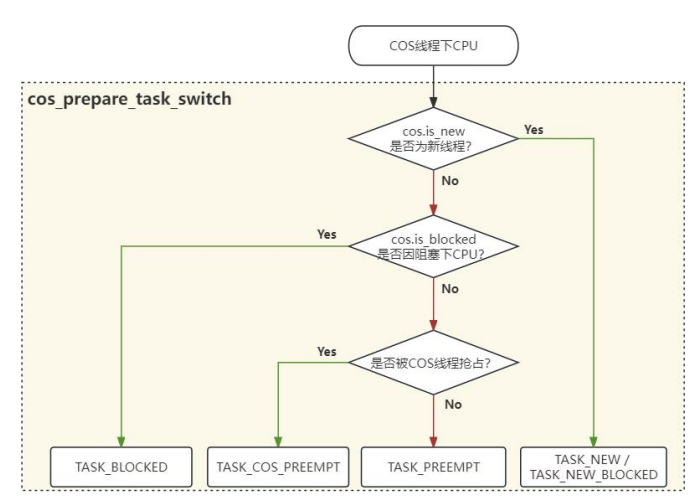 COS线程下CPU
cos_prepare_task_switch
cos.is_new
是否为新线程?
Yes
No
cos.is_blocked
是否因阻塞下CPU?
Yes
No
是否被COS线程抢占?
Yes
No
TASK_BLOCKED
TASK_COS_PREEMPT
TASK_PREEMPT
TASK_NEW /
TASK_NEW_BLOCKED